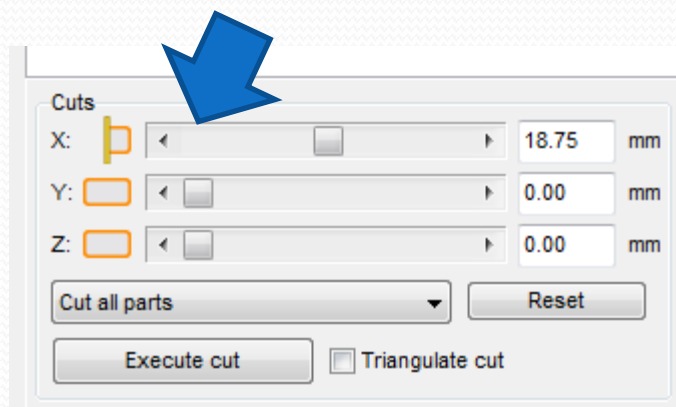 Cuts
X: 18.75 mm
Y: 0.00 mm
Z: 0.00 mm
Cut all parts Reset
Execute cut Triangulate cut